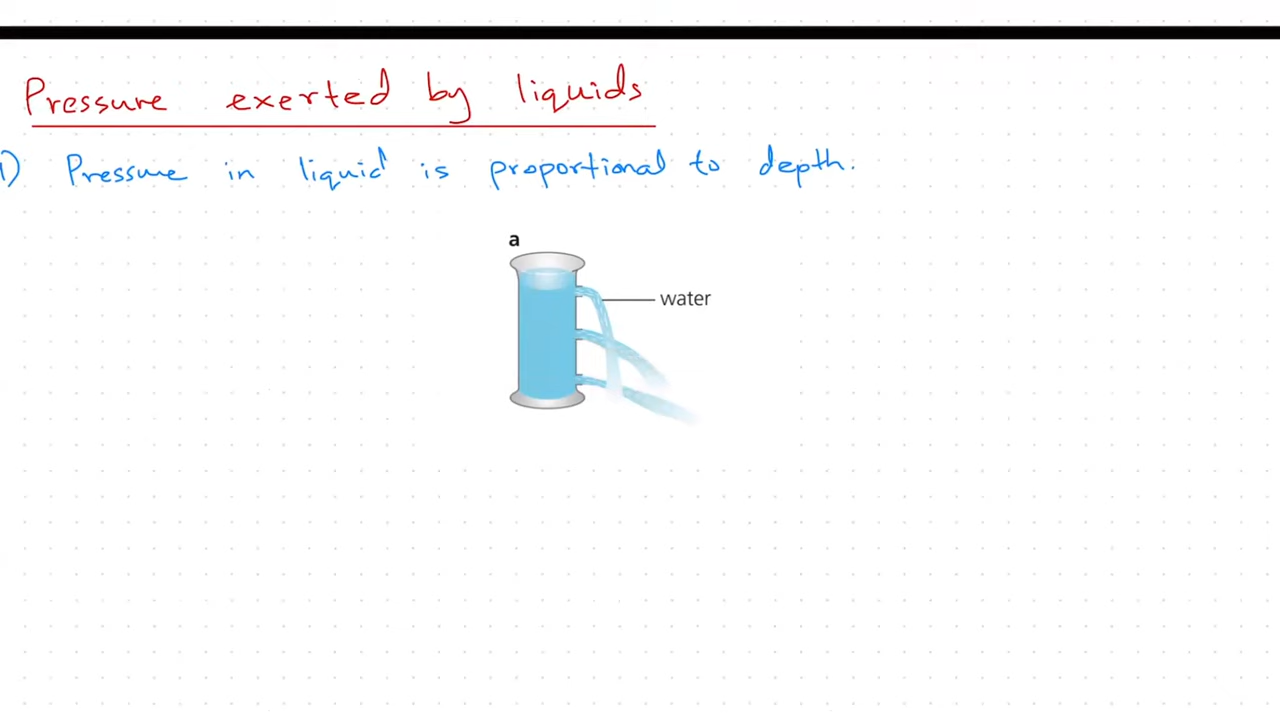 Pressure exerted by liquids
1) Pressure in liquid is proportional to depth.
a
water